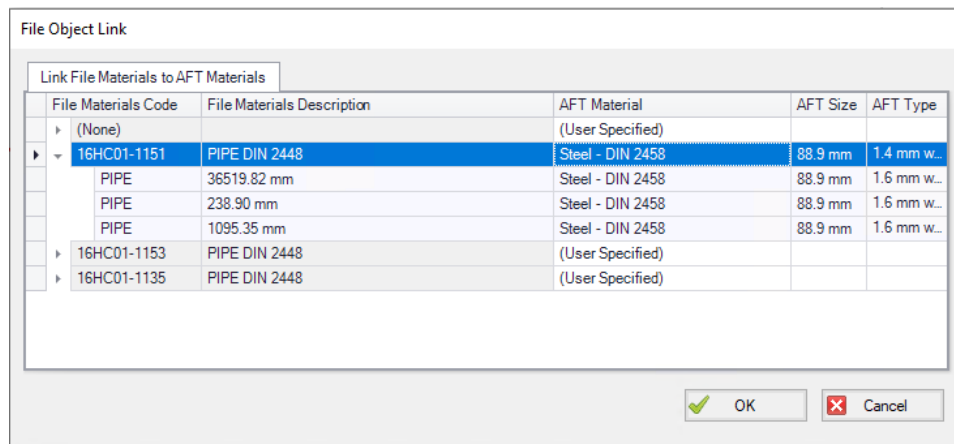 File Object Link
Link File Materials to AFT Materials
File Materials Code File Materials Description AFT Material AFT Size AFT Type
(None) (User Specified)
16HC01-1151 PIPE DIN 2448 Steel - DIN 2458 88.9 mm 1.4 mm w...
PIPE 36519.82 mm Steel - DIN 2458 88.9 mm 1.6 mm w...
PIPE 238.90 mm Steel - DIN 2458 88.9 mm 1.6 mm w...
PIPE 1095.35 mm Steel - DIN 2458 88.9 mm 1.6 mm w...
16HC01-1153 PIPE DIN 2448 (User Specified)
16HC01-1135 PIPE DIN 2448 (User Specified)
OK Cancel